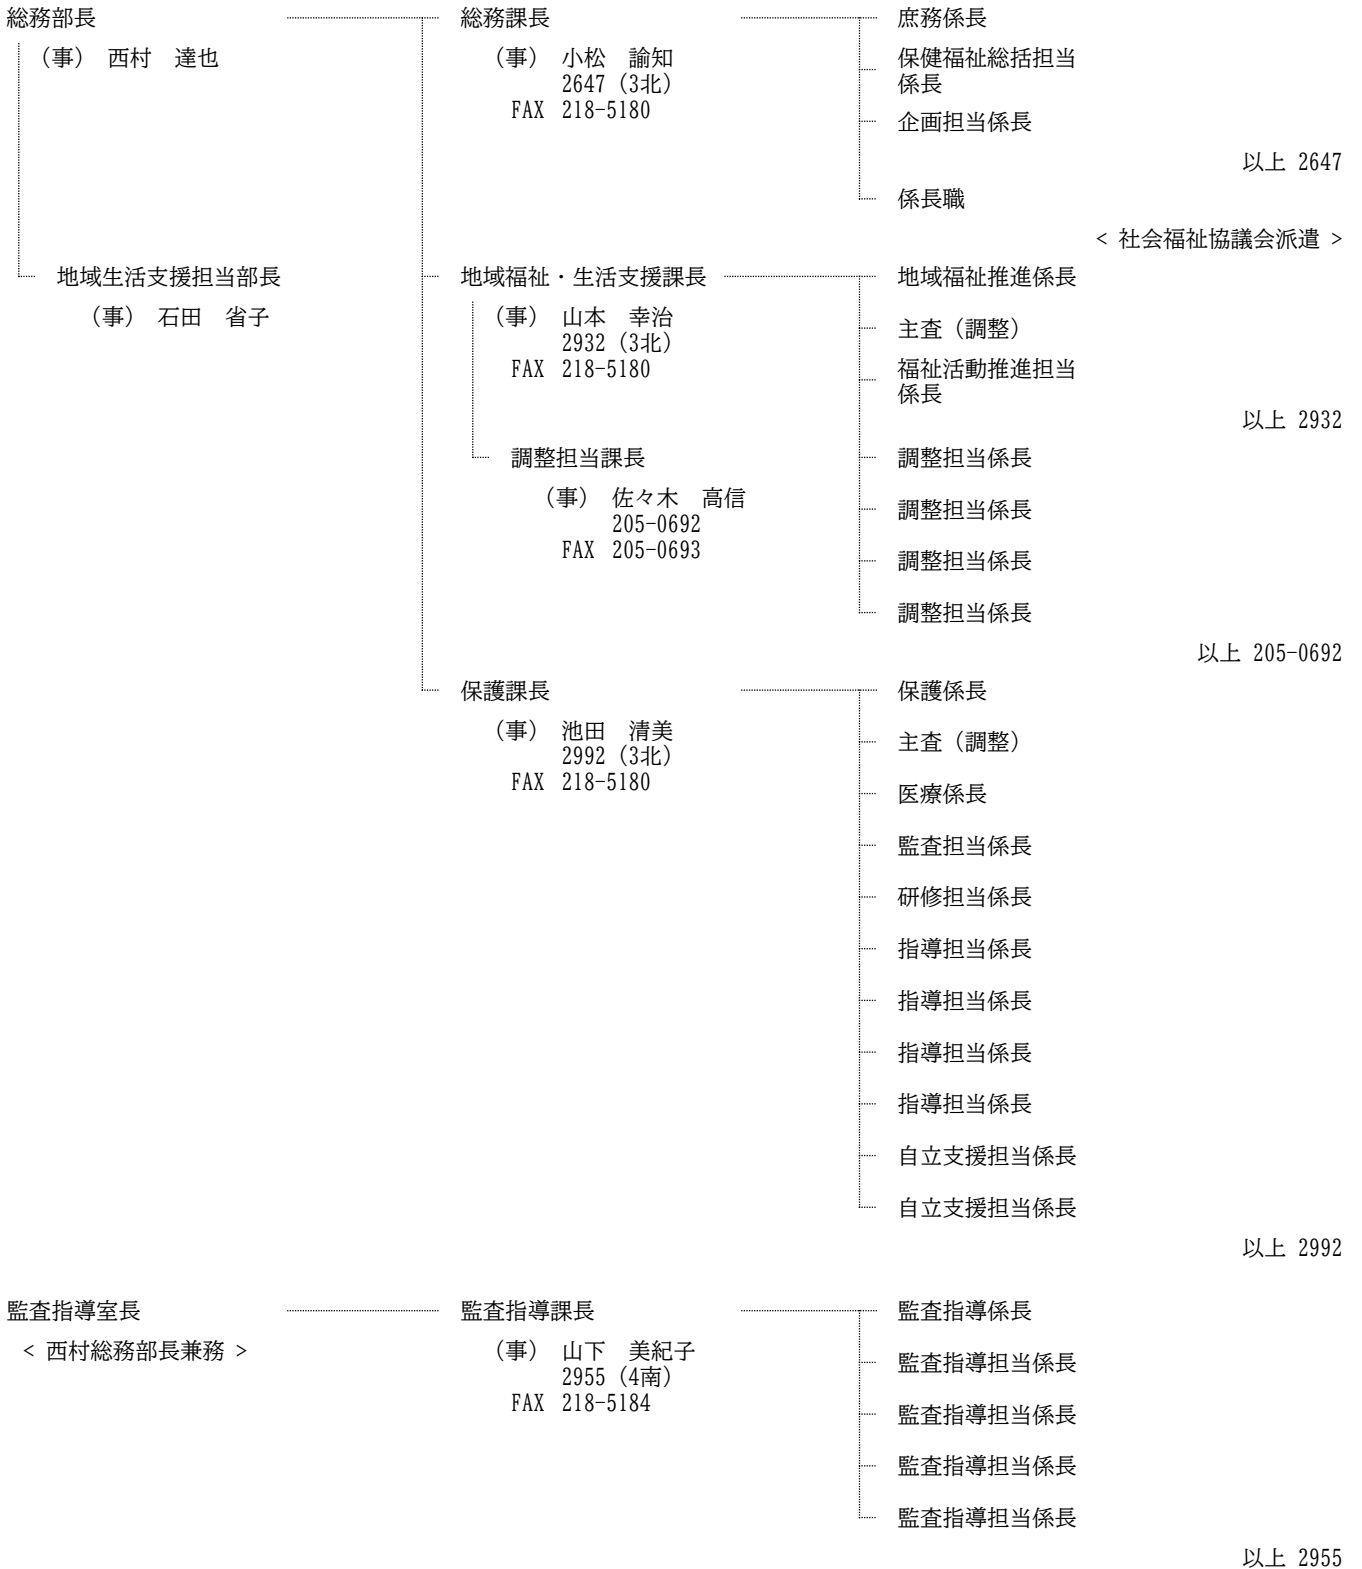 総務部長
（事） 西村　達也
地域生活支援担当部長
（事） 石田　省子
総務課長
（事） 小松　諭知
2647 (3北)
FAX 218-5180
庶務係長
保健福祉総括担当
係長
企画担当係長
以上 2647
係長職
< 社会福祉協議会派遣 >
地域福祉・生活支援課長
（事） 山本　幸治
2932 (3北)
FAX 218-5180
地域福祉推進係長
主査（調整）
福祉活動推進担当
係長
以上 2932
調整担当課長
（事） 佐々木　高信
205-0692
FAX 205-0693
調整担当係長
調整担当係長
調整担当係長
調整担当係長
以上 205-0692
保護課長
（事） 池田　清美
2992 (3北)
FAX 218-5180
保護係長
主査（調整）
医療係長
監査担当係長
研修担当係長
指導担当係長
指導担当係長
指導担当係長
指導担当係長
自立支援担当係長
自立支援担当係長
以上 2992
監査指導室長
< 西村総務部長兼務 >
監査指導課長
（事） 山下　美紀子
2955 (4南)
FAX 218-5184
監査指導係長
監査指導担当係長
監査指導担当係長
監査指導担当係長
監査指導担当係長
以上 2955